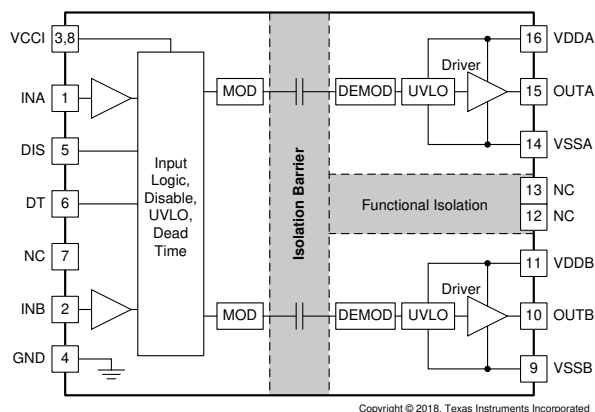 VCCI 3,8
INA 1
DIS 5
DT 6
NC 7
INB 2
GND 4
Input
Logic,
Disable,
UVLO,
Dead
Time
MOD
MOD
Isolation Barrier
DEMOD UVLO Driver
Functional Isolation
DEMOD UVLO Driver
16 VDDA
15 OUTA
14 VSSA
13 NC
12 NC
11 VDDB
10 OUTB
9 VSSB
Copyright © 2018, Texas Instruments Incorporated